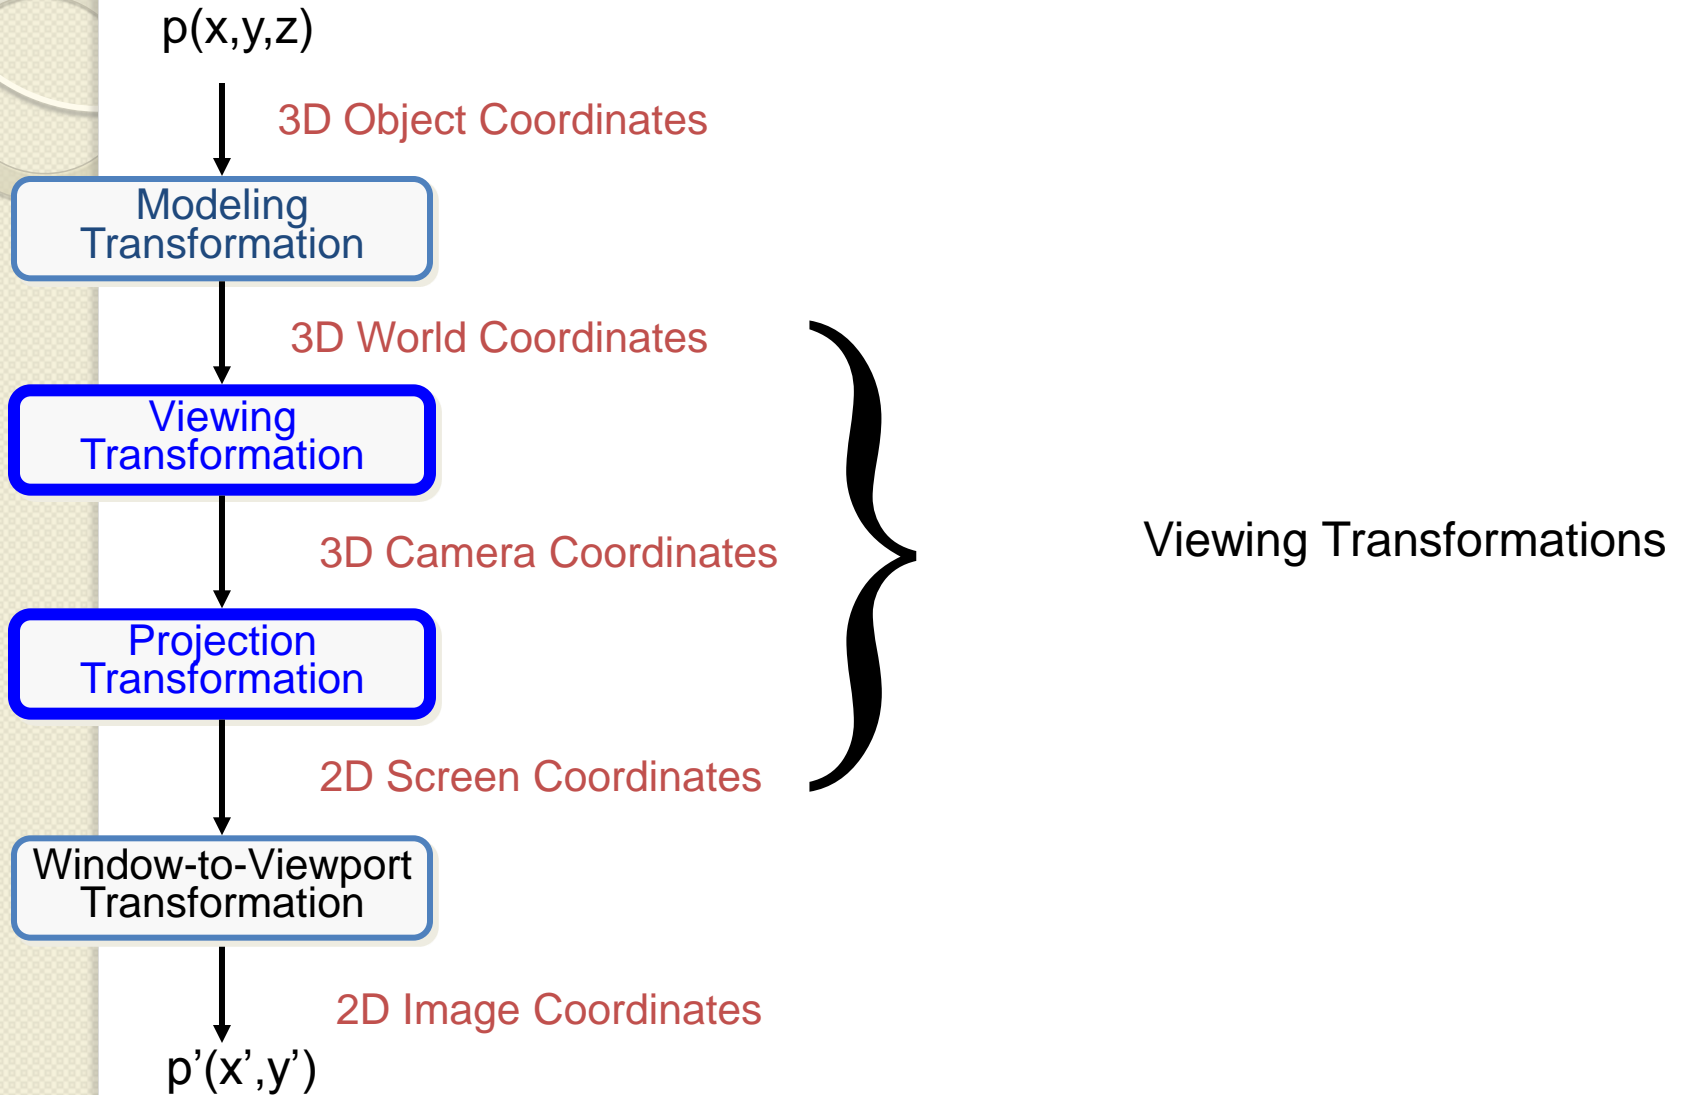 p(x,y,z)
3D Object Coordinates
Modeling
Transformation
3D World Coordinates
Viewing
Transformation
3D Camera Coordinates
Viewing Transformations
Projection
Transformation
2D Screen Coordinates
Window-to-Viewport
Transformation
2D Image Coordinates
p’(x’,y’)